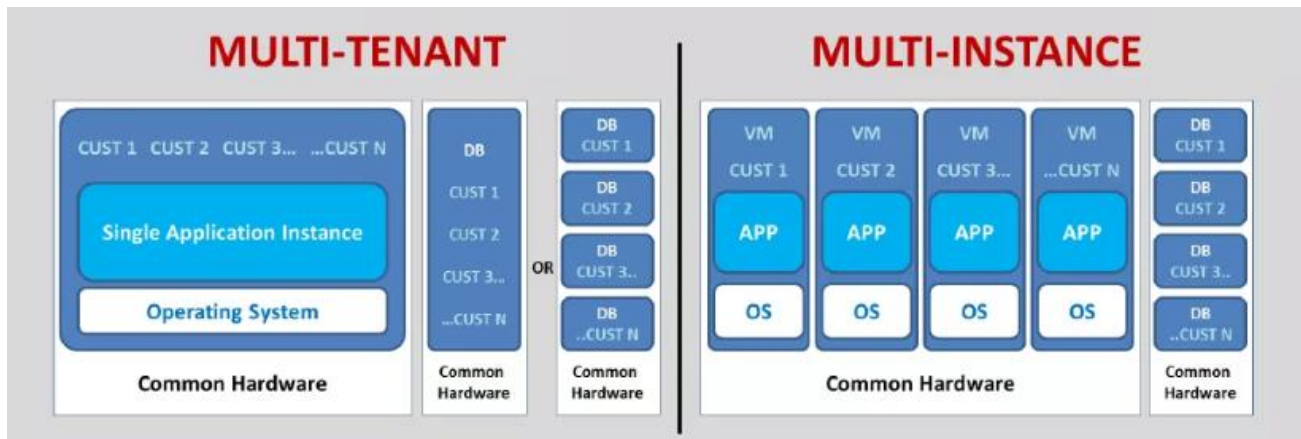 MULTI-TENANT
CUST 1 CUST 2 CUST 3... ...CUST N
Single Application Instance
Operating System
Common Hardware
DB
CUST 1
CUST 2
CUST 3...
...CUST N
Common
Hardware
OR
DB
CUST 1
DB
CUST 2
DB
CUST 3..
DB
..CUST N
Common
Hardware
MULTI-INSTANCE
VM
CUST 1
APP
OS
VM
CUST 2
APP
OS
VM
CUST 3...
APP
OS
VM
...CUST N
APP
OS
Common Hardware
DB
CUST 1
DB
CUST 2
DB
CUST 3..
DB
..CUST N
Common
Hardware